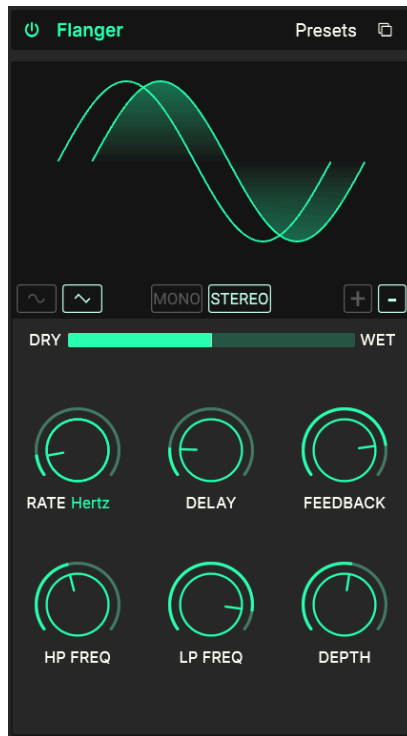 Flanger Presets
MONO STEREO + -
DRY WET
RATE Hertz DELAY FEEDBACK
HP FREQ LP FREQ DEPTH